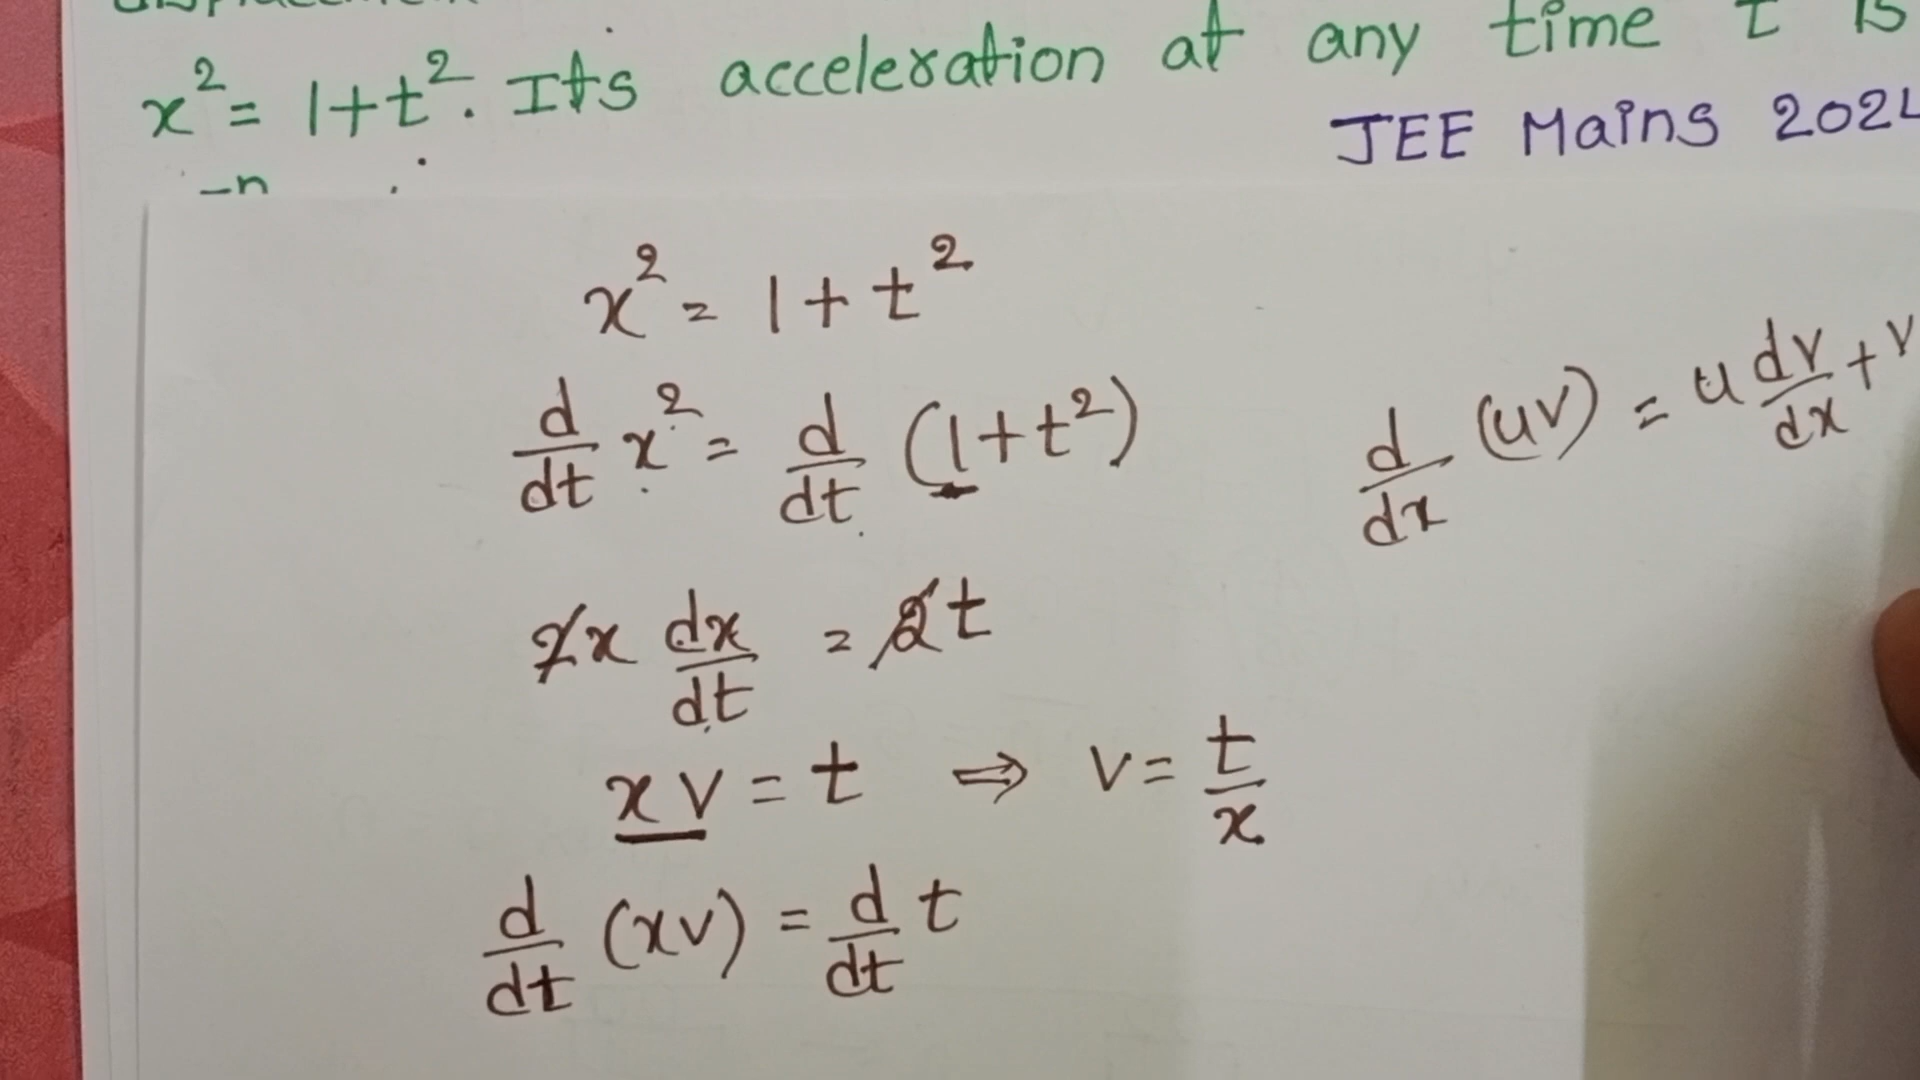 x² = 1+t². Its acceleration at any time t is
JEE Mains 202
-n
x² = 1+t²
d/dt x² = d/dt (1+t²)
d/dx (uv) = u dv/dx + v
2x dx/dt = 2t
xv = t ⇒ v = t/x
d/dt (xv) = d/dt t